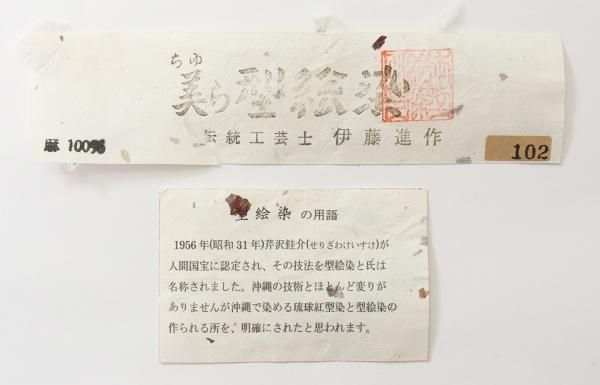 ちゅ
美ら型絵染
伝統工芸士 伊藤進作
麻 100%
102
型絵染の用語
1956年(昭和31年)芹沢銈介(せりざわけいすけ)が
人間国宝に認定され、その技法を型絵染と氏は
名称されました。沖縄の技術とほとんど変りが
ありませんが沖縄で染める琉球紅型染と型絵染の
作られる所を、明確にされたと思われます。